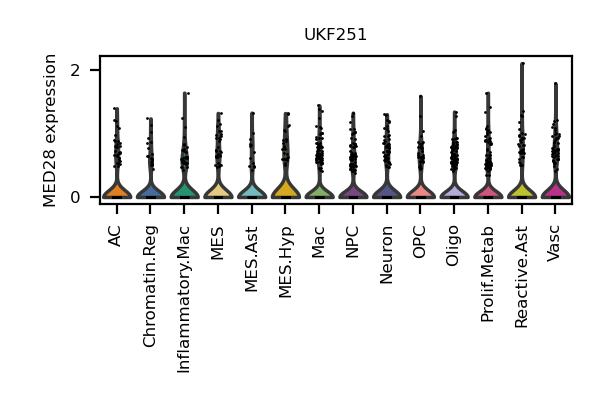 UKF251
MED28 expression
2
0
AC
Chromatin.Reg
Inflammatory.Mac
MES
MES.Ast
MES.Hyp
Mac
NPC
Neuron
OPC
Oligo
Prolif.Metab
Reactive.Ast
Vasc